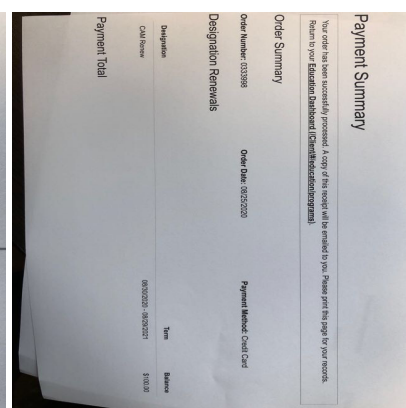 Payment Summary
Your order has been successfully processed. A copy of this receipt will be emailed to you. Please print this page for your records.
Return to your Education Dashboard (/Client/#/education/programs).
Order Summary
Order Number: 0333998 Order Date: 08/25/2020 Payment Method: Credit Card
Designation Renewals
Designation Term Balance
CAM Renew 08/30/2020 - 08/29/2021 $100.00
Payment Total